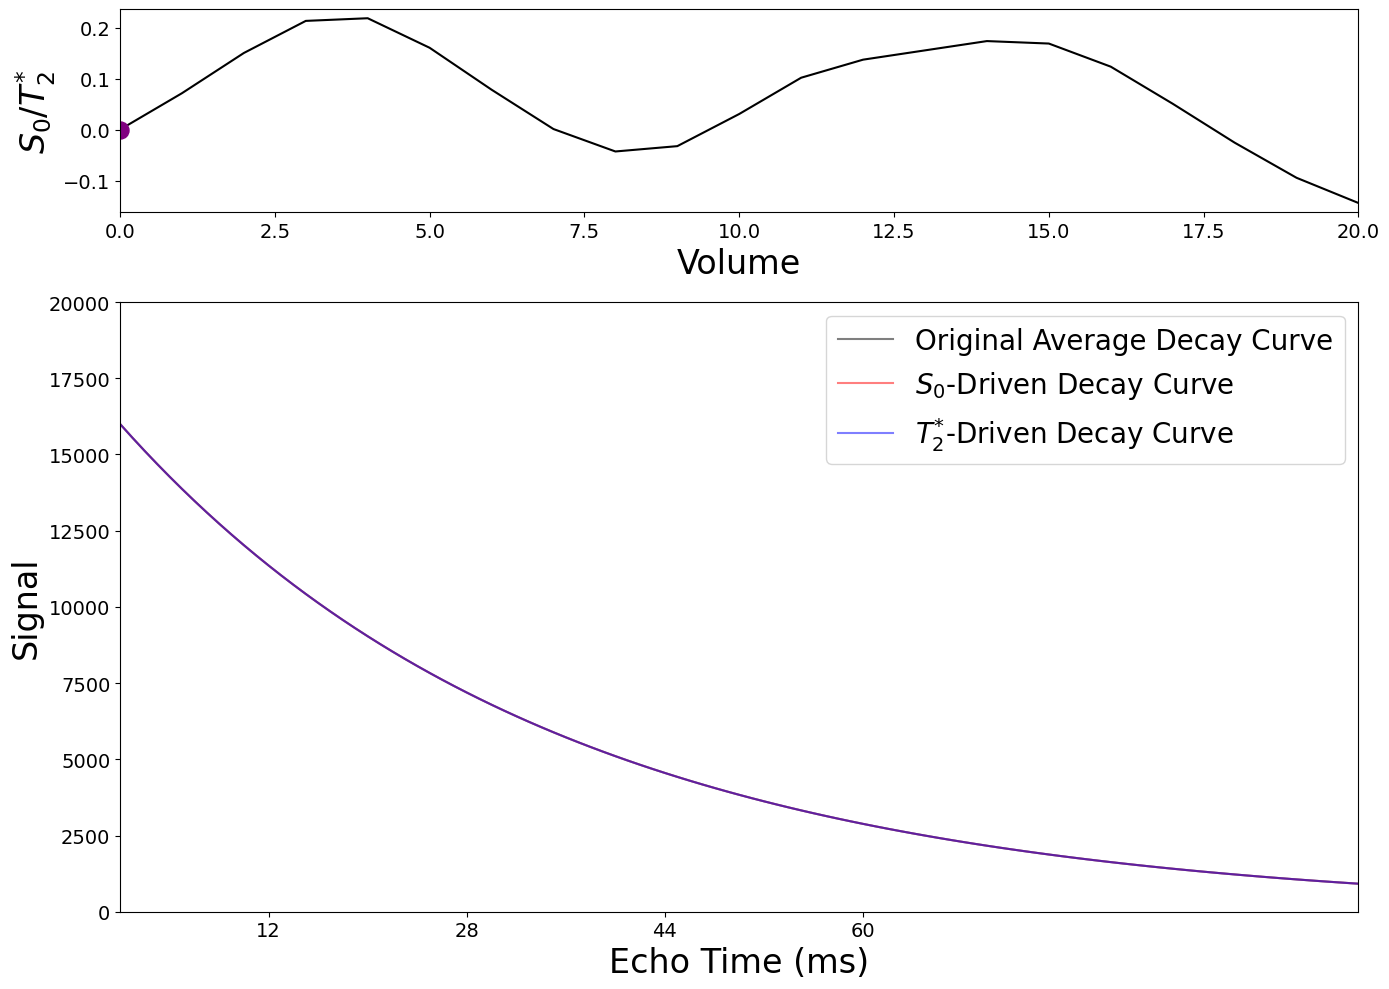 0.2
0.1
0.0
−0.1
S₀/T₂*
0.0 2.5 5.0 7.5 10.0 12.5 15.0 17.5 20.0
Volume
20000
17500
15000
12500
10000
7500
5000
2500
0
Signal
Original Average Decay Curve
S₀-Driven Decay Curve
T₂*-Driven Decay Curve
12 28 44 60
Echo Time (ms)